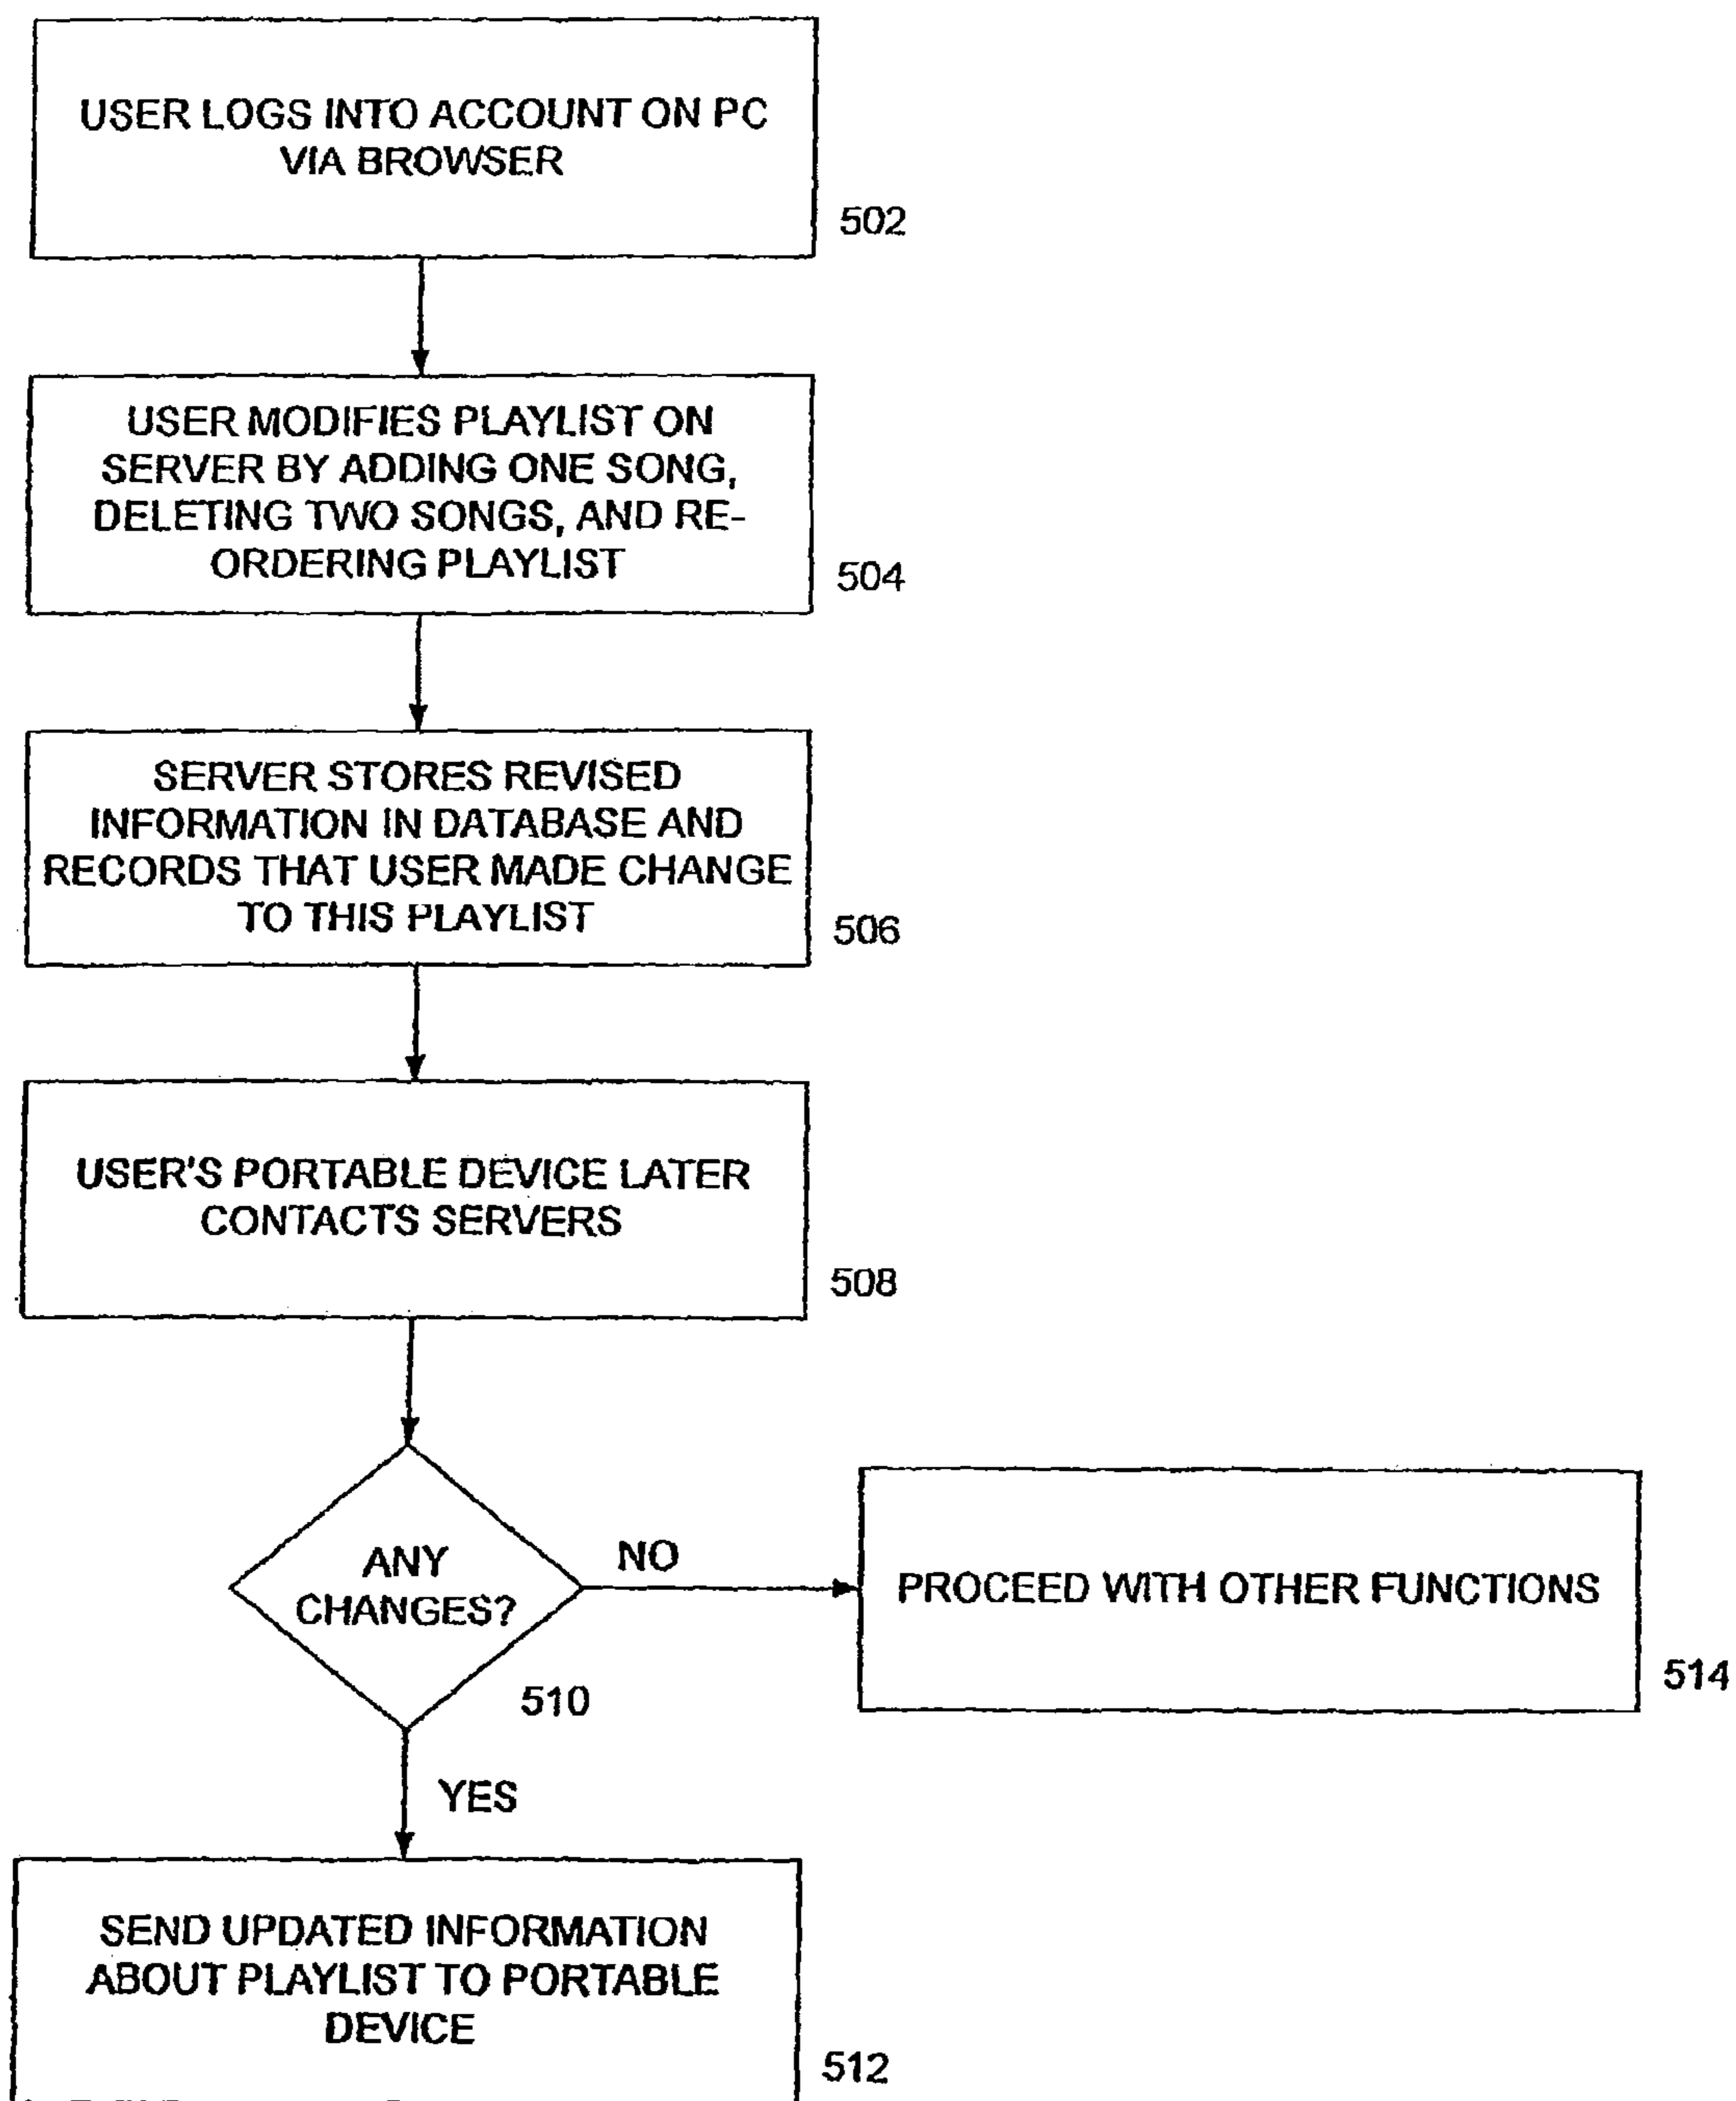 USER LOGS INTO ACCOUNT ON PC
VIA BROWSER
502
USER MODIFIES PLAYLIST ON
SERVER BY ADDING ONE SONG,
DELETING TWO SONGS, AND RE-
ORDERING PLAYLIST
504
SERVER STORES REVISED
INFORMATION IN DATABASE AND
RECORDS THAT USER MADE CHANGE
TO THIS PLAYLIST
506
USER'S PORTABLE DEVICE LATER
CONTACTS SERVERS
508
ANY
CHANGES?
510
NO
PROCEED WITH OTHER FUNCTIONS
514
YES
SEND UPDATED INFORMATION
ABOUT PLAYLIST TO PORTABLE
DEVICE
512